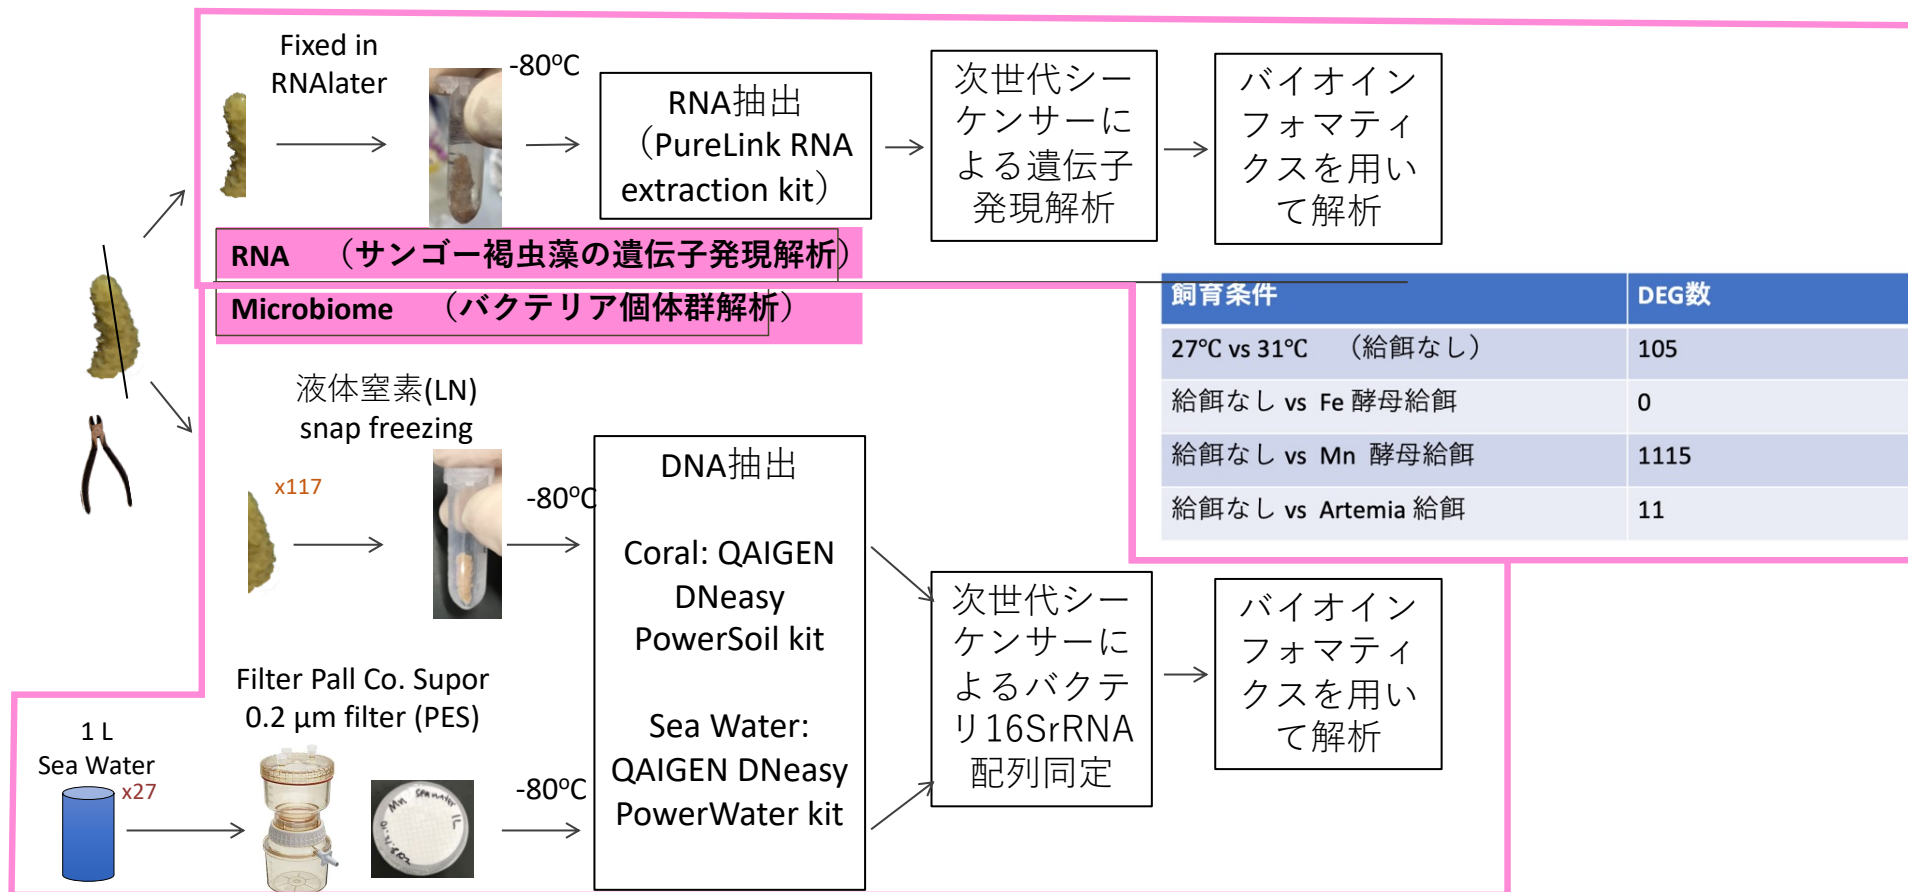 Fixed in
RNAlater
-80°C
RNA抽出
（PureLink RNA
extraction kit）
次世代シー
ケンサーに
よる遺伝子
発現解析
バイオイン
フォマティ
クスを用い
て解析
RNA （サンゴー褐虫藻の遺伝子発現解析）
Microbiome （バクテリア個体群解析）
飼育条件 DEG数
27℃ vs 31℃ （給餌なし） 105
給餌なし vs Fe 酵母給餌 0
給餌なし vs Mn 酵母給餌 1115
給餌なし vs Artemia 給餌 11
液体窒素(LN)
snap freezing
x117
-80°C
DNA抽出
Coral: QAIGEN
DNeasy
PowerSoil kit
Sea Water:
QAIGEN DNeasy
PowerWater kit
次世代シー
ケンサーに
よるバクテ
リ16SrRNA
配列同定
バイオイン
フォマティ
クスを用い
て解析
Filter Pall Co. Supor
0.2 µm filter (PES)
1 L
Sea Water
x27
Mn Sea water 1L
-80°C